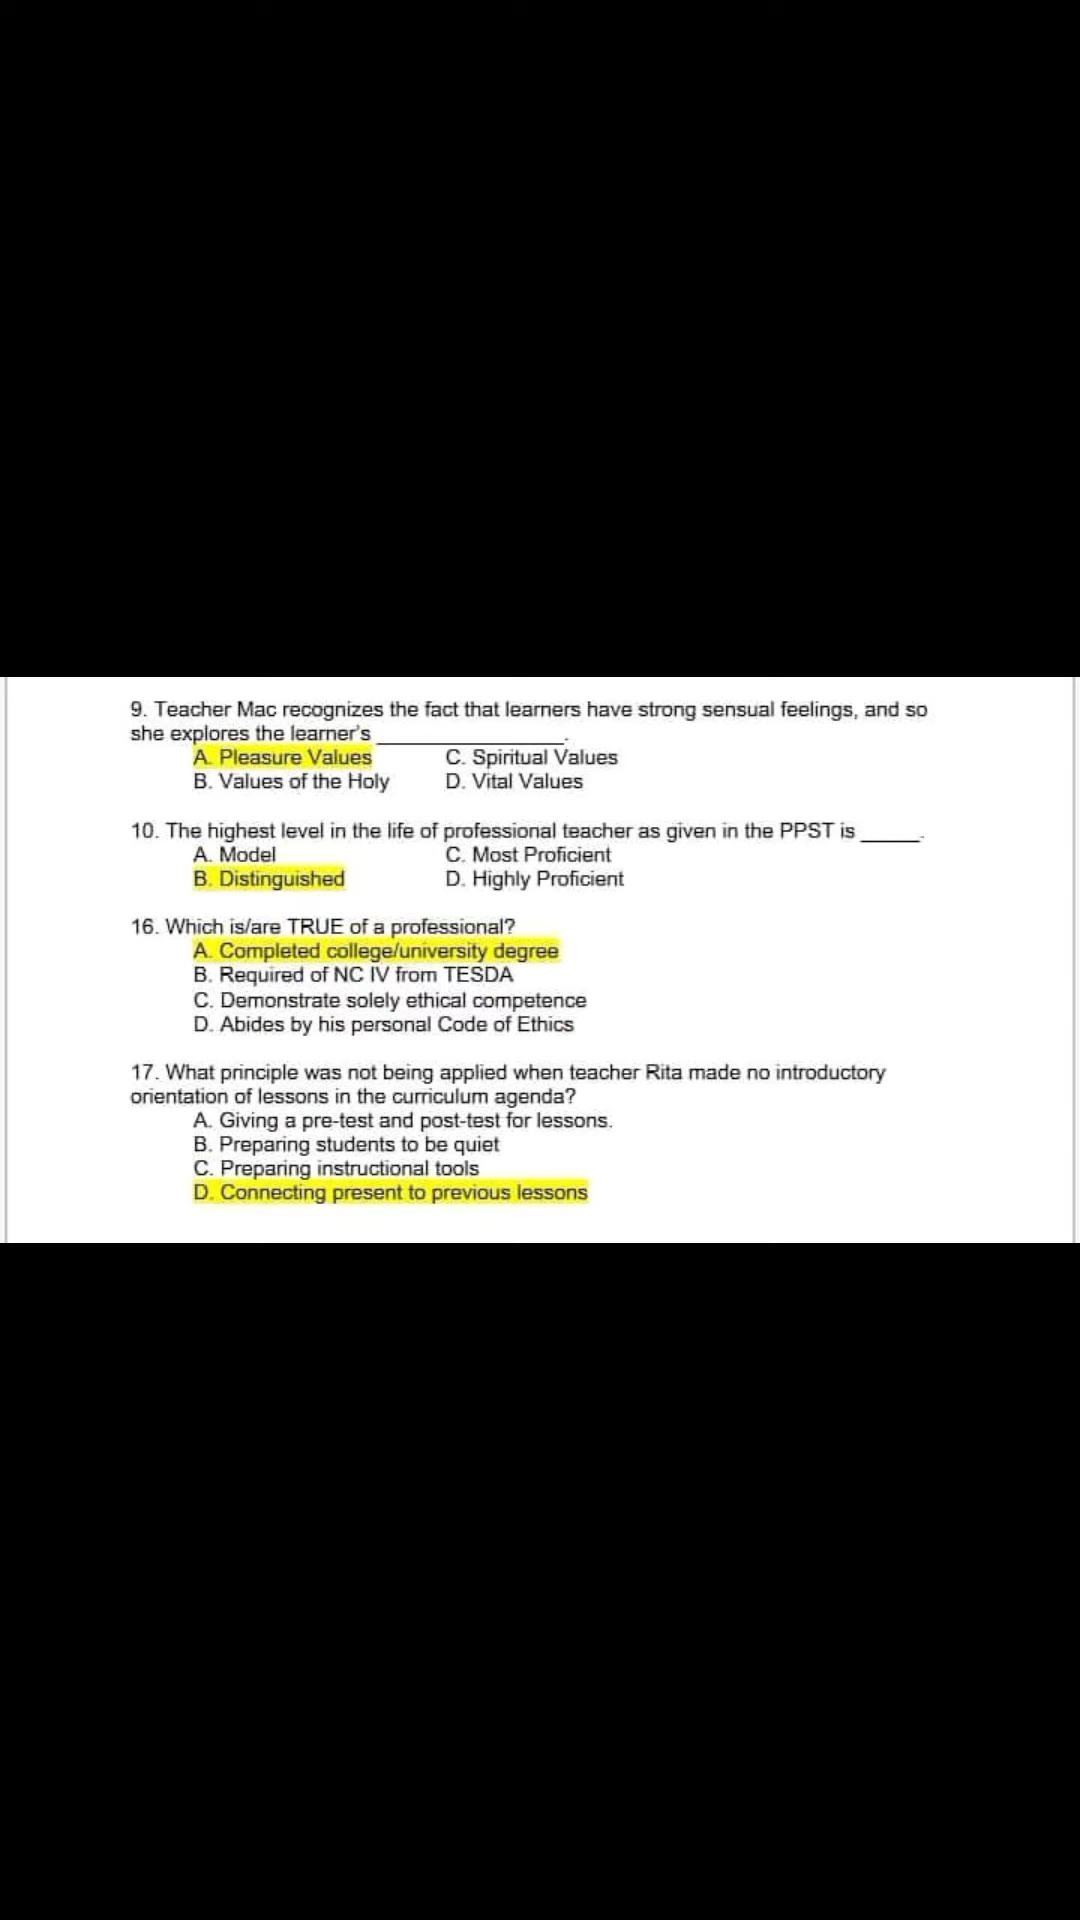 9. Teacher Mac recognizes the fact that learners have strong sensual feelings, and so
she explores the learner's ________________.
A. Pleasure Values C. Spiritual Values
B. Values of the Holy D. Vital Values
10. The highest level in the life of professional teacher as given in the PPST is _____.
A. Model C. Most Proficient
B. Distinguished D. Highly Proficient
16. Which is/are TRUE of a professional?
A. Completed college/university degree
B. Required of NC IV from TESDA
C. Demonstrate solely ethical competence
D. Abides by his personal Code of Ethics
17. What principle was not being applied when teacher Rita made no introductory
orientation of lessons in the curriculum agenda?
A. Giving a pre-test and post-test for lessons.
B. Preparing students to be quiet
C. Preparing instructional tools
D. Connecting present to previous lessons